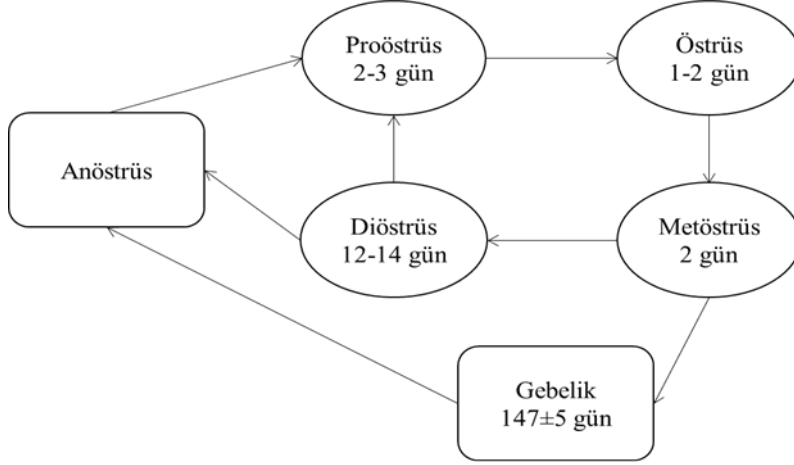 Proöstrüs
2-3 gün
Östrüs
1-2 gün
Anöstrüs
Diöstrüs
12-14 gün
Metöstrüs
2 gün
Gebelik
147±5 gün